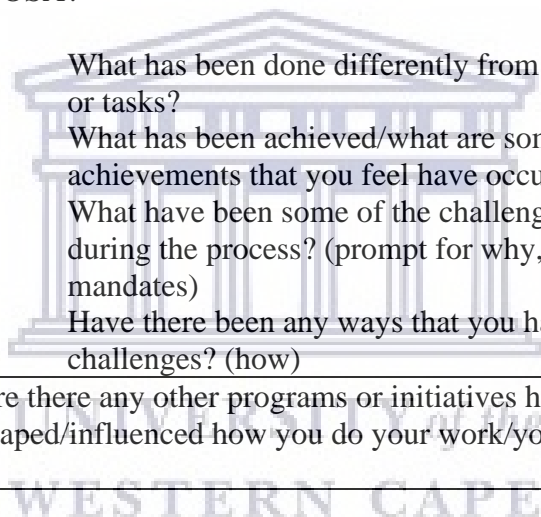 What has been done differently from
or tasks?
What has been achieved/what are som
achievements that you feel have occu
What have been some of the challeng
during the process? (prompt for why,
mandates)
Have there been any ways that you ha
challenges? (how)
re there any other programs or initiatives h
aped/influenced how you do your work/yo
UNIVERSITY of the
WESTERN CAPE